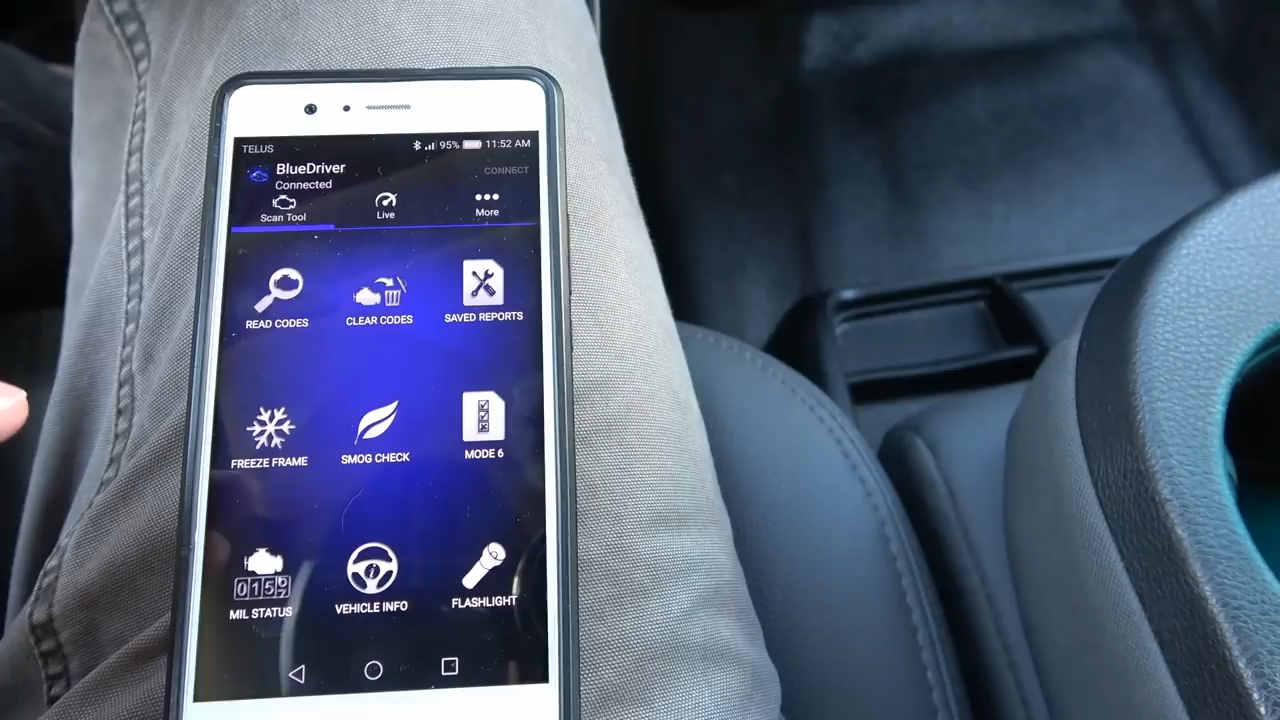 TELUS 95% 11:52 AM
BlueDriver
Connected
CONNECT
Scan Tool Live More
READ CODES CLEAR CODES SAVED REPORTS
FREEZE FRAME SMOG CHECK MODE 6
MIL STATUS VEHICLE INFO FLASHLIGHT